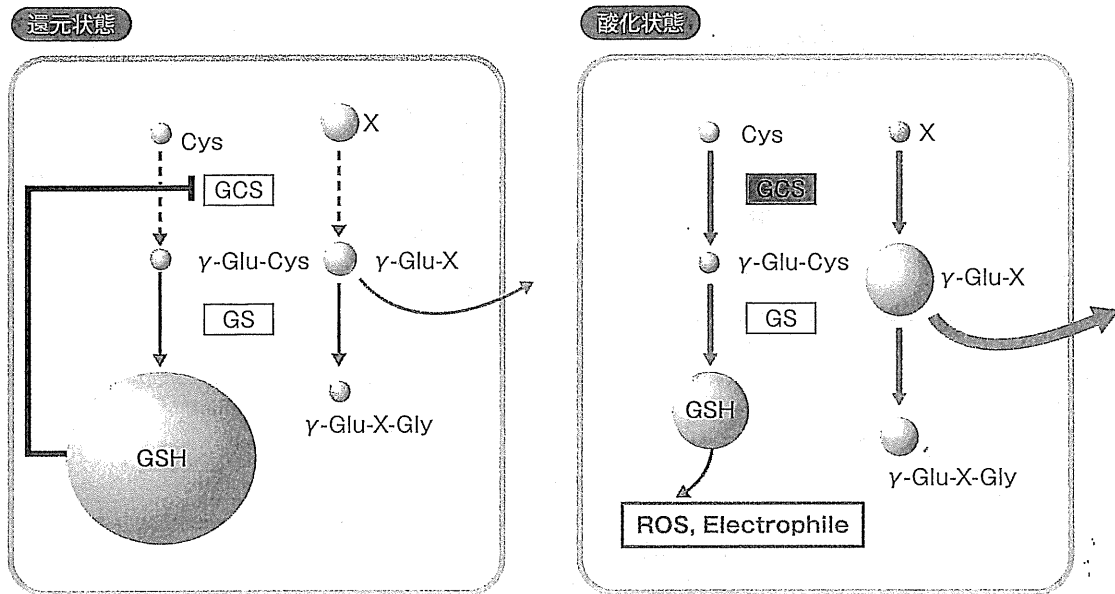 還元状態
Cys
X
GCS
γ-Glu-Cys
γ-Glu-X
GS
γ-Glu-X-Gly
GSH
酸化状態
Cys
X
GCS
γ-Glu-Cys
γ-Glu-X
GS
GSH
γ-Glu-X-Gly
ROS, Electrophile